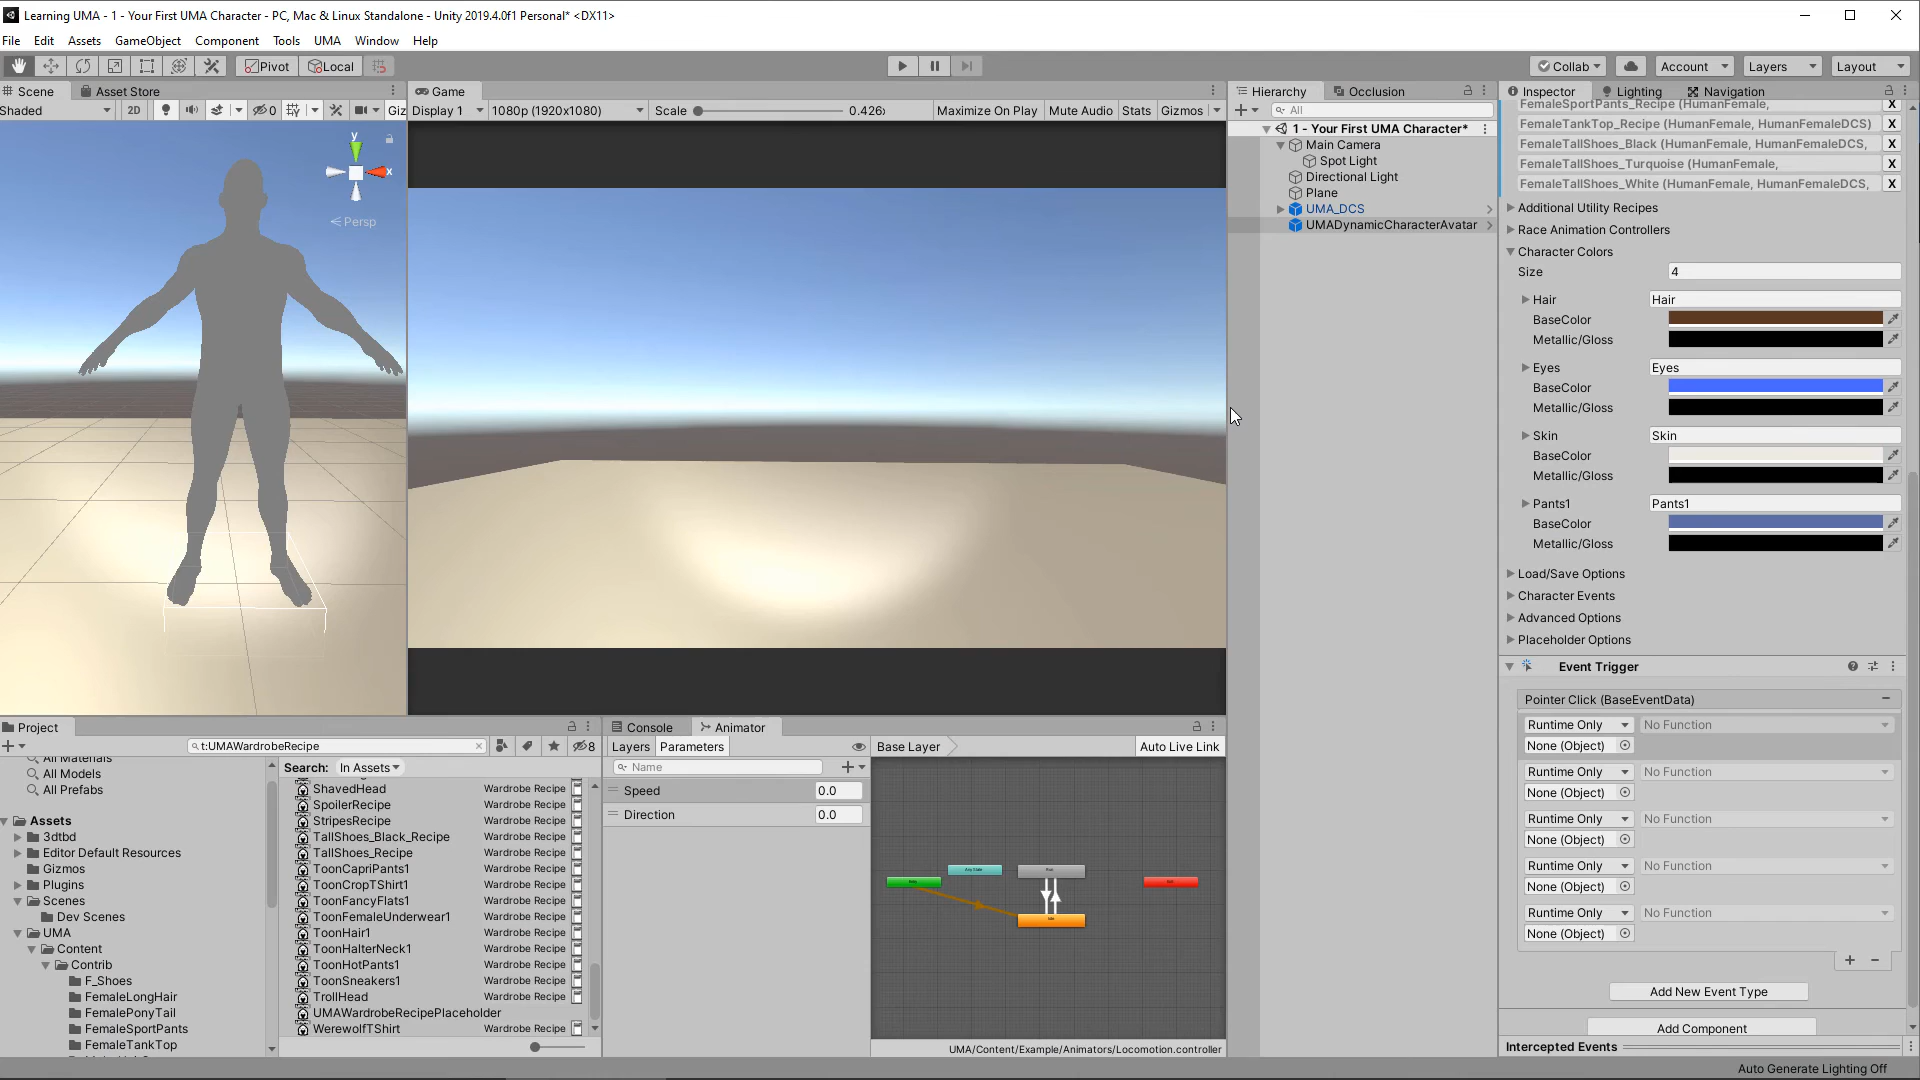 Learning UMA - 1 - Your First UMA Character - PC, Mac & Linux Standalone - Unity 2019.4.0f1 Personal* <DX11>
File Edit Assets GameObject Component Tools UMA Window Help
Pivot Local Collab Account Layers Layout
Scene Asset Store
Shaded 2D 0 Giz
y
x
Persp
Game
Display 1 1080p (1920x1080) Scale 0.426x Maximize On Play Mute Audio Stats Gizmos
Hierarchy Occlusion
All
1 - Your First UMA Character*
Main Camera
Spot Light
Directional Light
Plane
UMA_DCS
UMADynamicCharacterAvatar
Inspector Lighting Navigation
FemaleSportPants_Recipe (HumanFemale, X
FemaleTankTop_Recipe (HumanFemale, HumanFemaleDCS) X
FemaleTallShoes_Black (HumanFemale, HumanFemaleDCS, X
FemaleTallShoes_Turquoise (HumanFemale, X
FemaleTallShoes_White (HumanFemale, HumanFemaleDCS, X
Additional Utility Recipes
Race Animation Controllers
Character Colors
Size 4
Hair Hair
BaseColor
Metallic/Gloss
Eyes Eyes
BaseColor
Metallic/Gloss
Skin Skin
BaseColor
Metallic/Gloss
Pants1 Pants1
BaseColor
Metallic/Gloss
Load/Save Options
Character Events
Advanced Options
Placeholder Options
Event Trigger
Pointer Click (BaseEventData)
Runtime Only No Function
None (Object)
Runtime Only No Function
None (Object)
Runtime Only No Function
None (Object)
Runtime Only No Function
None (Object)
Runtime Only No Function
None (Object)
Add New Event Type
Add Component
Intercepted Events
Project
t:UMAWardrobeRecipe 8
All Materials
All Models
All Prefabs
Assets
3dtbd
Editor Default Resources
Gizmos
Plugins
Scenes
Dev Scenes
UMA
Content
Contrib
F_Shoes
FemaleLongHair
FemalePonyTail
FemaleSportPants
FemaleTankTop
Search: In Assets
ShavedHead Wardrobe Recipe
SpoilerRecipe Wardrobe Recipe
StripesRecipe Wardrobe Recipe
TallShoes_Black_Recipe Wardrobe Recipe
TallShoes_Recipe Wardrobe Recipe
ToonCapriPants1 Wardrobe Recipe
ToonCropTShirt1 Wardrobe Recipe
ToonFancyFlats1 Wardrobe Recipe
ToonFemaleUnderwear1 Wardrobe Recipe
ToonHair1 Wardrobe Recipe
ToonHalterNeck1 Wardrobe Recipe
ToonHotPants1 Wardrobe Recipe
ToonSneakers1 Wardrobe Recipe
TrollHead Wardrobe Recipe
UMAWardrobeRecipePlaceholder
WerewolfTShirt Wardrobe Recipe
Console Animator
Layers Parameters Base Layer Auto Live Link
Name
Speed 0.0
Direction 0.0
Any State
UMA/Content/Example/Animators/Locomotion.controller
Auto Generate Lighting Off